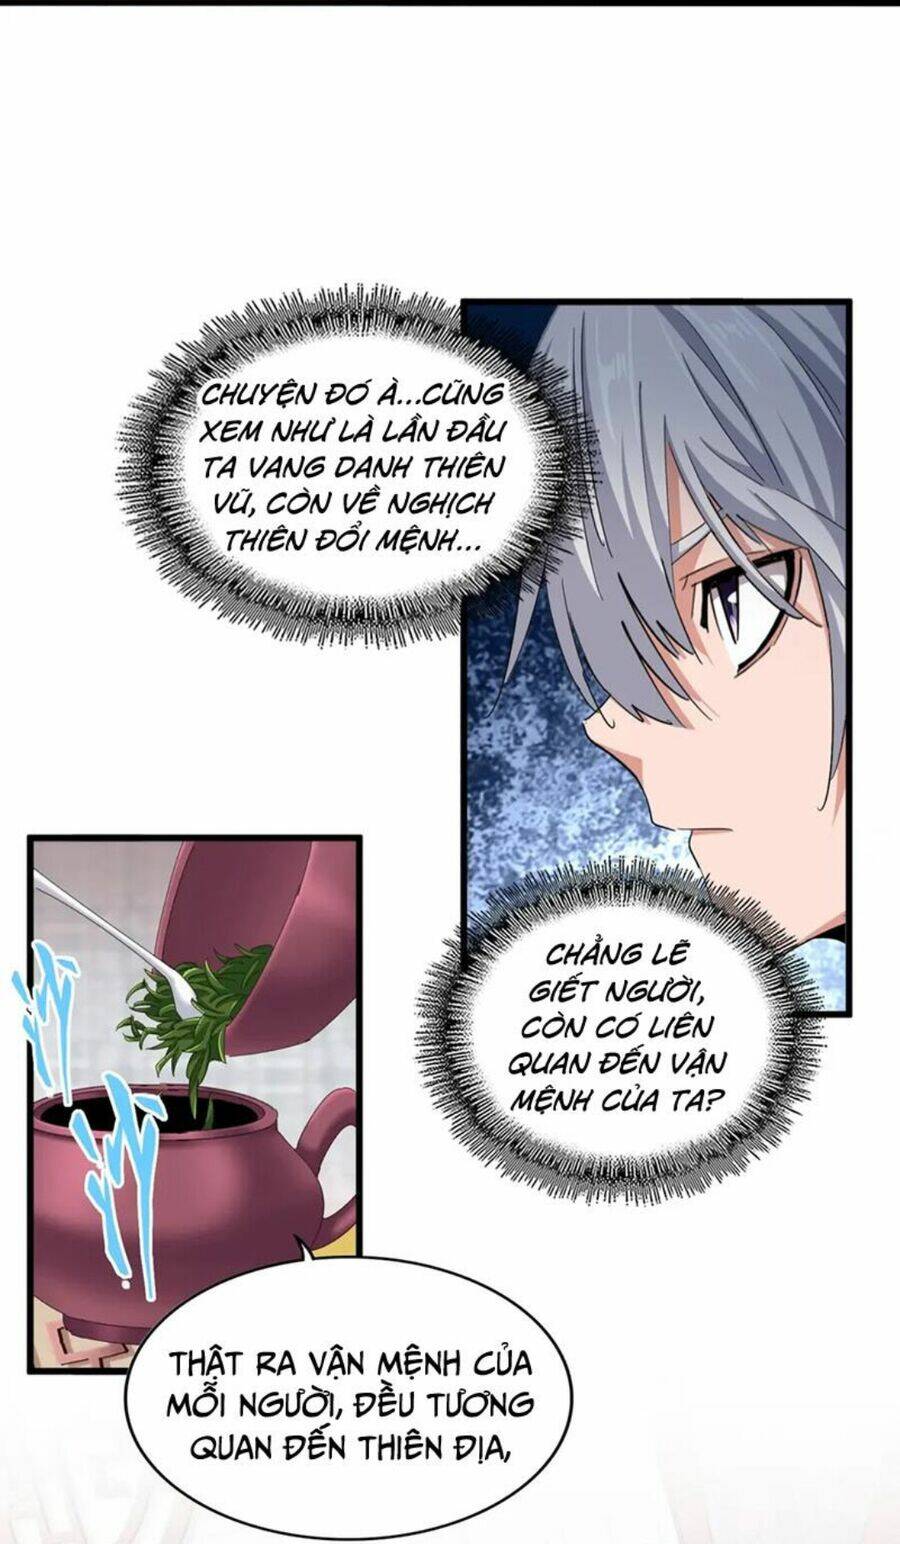 CHUYỆN ĐÓ À...CŨNG
XEM NHƯ LÀ LẦN ĐẦU
TA VANG DANH THIÊN
VŨ, CÒN VỀ NGHỊCH
THIÊN ĐỔI MỆNH...
CHẲNG LẼ
GIẾT NGƯỜI,
CÒN CÓ LIÊN
QUAN ĐẾN VẬN
MỆNH CỦA TA?
THẬT RA VẬN MỆNH CỦA
MỖI NGƯỜI, ĐỀU TƯƠNG
QUAN ĐẾN THIÊN ĐỊA,